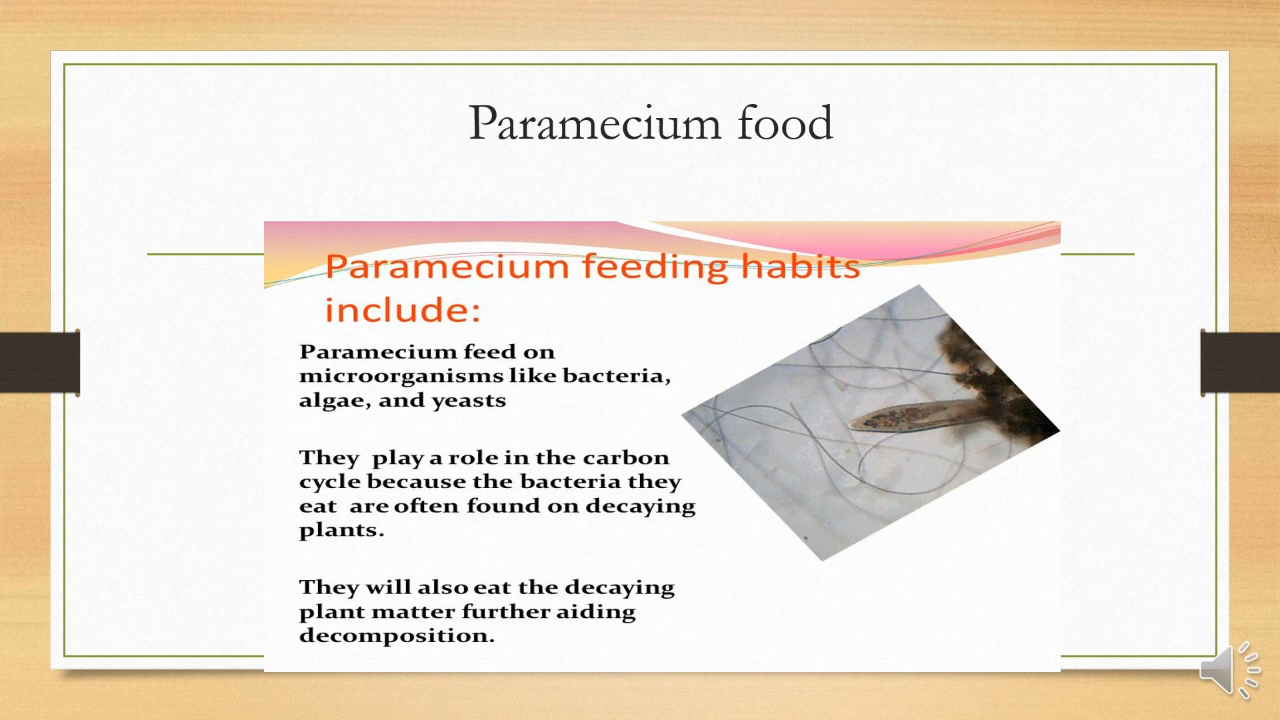 Paramecium food
Paramecium feeding habits
include:
Paramecium feed on
microorganisms like bacteria,
algae, and yeasts
They play a role in the carbon
cycle because the bacteria they
eat are often found on decaying
plants.
They will also eat the decaying
plant matter further aiding
decomposition.